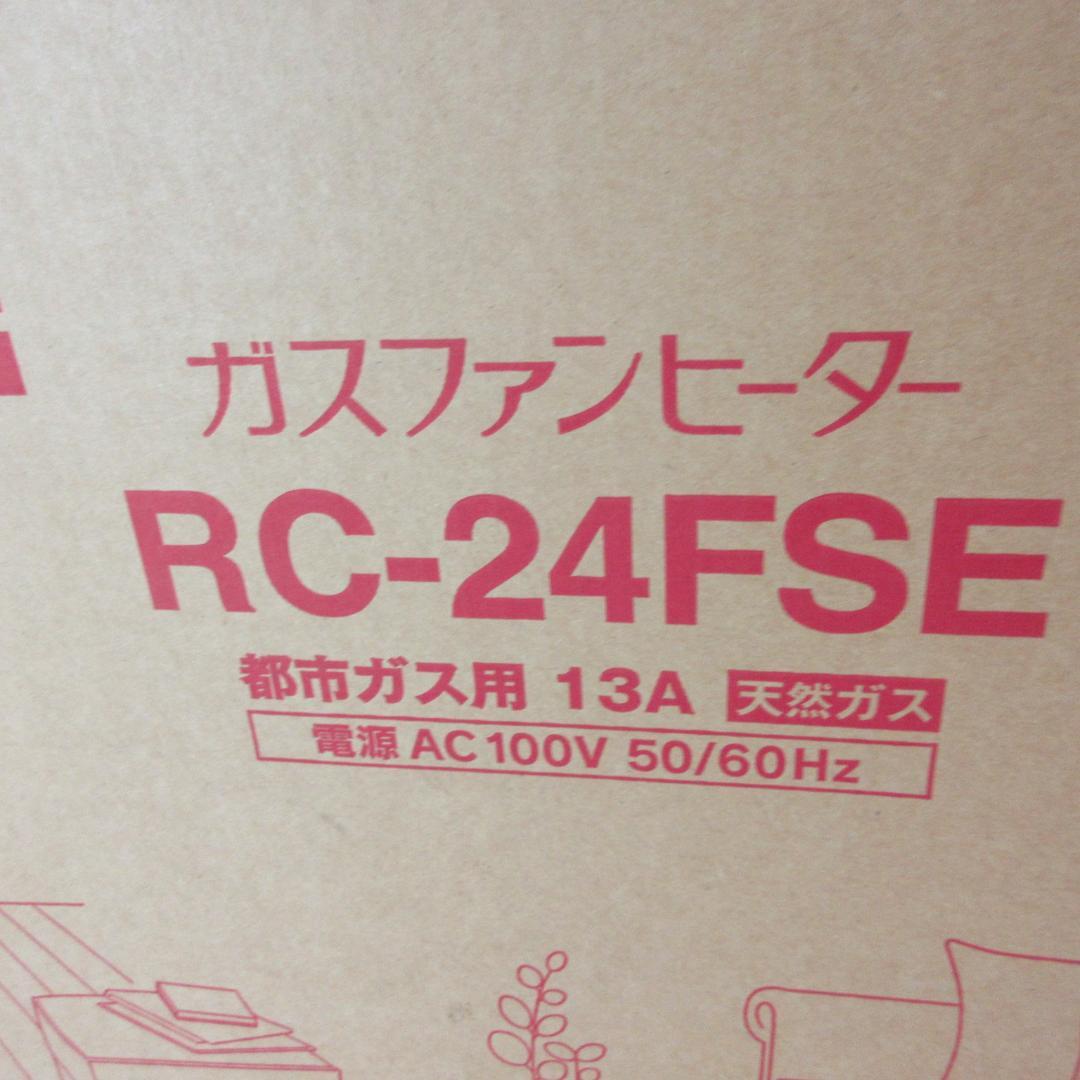 ガスファンヒーター
RC-24FSE
都市ガス用 13A 天然ガス
電源 AC100V 50/60Hz